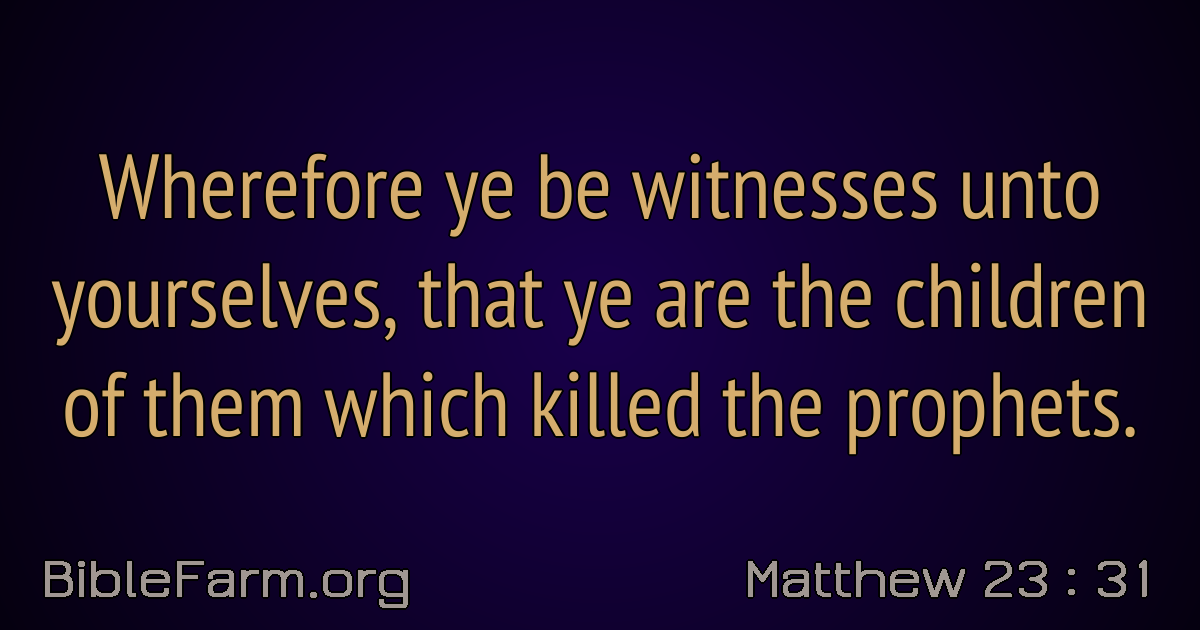 Wherefore ye be witnesses unto
yourselves, that ye are the children
of them which killed the prophets.
BibleFarm.org
Matthew 23 : 31